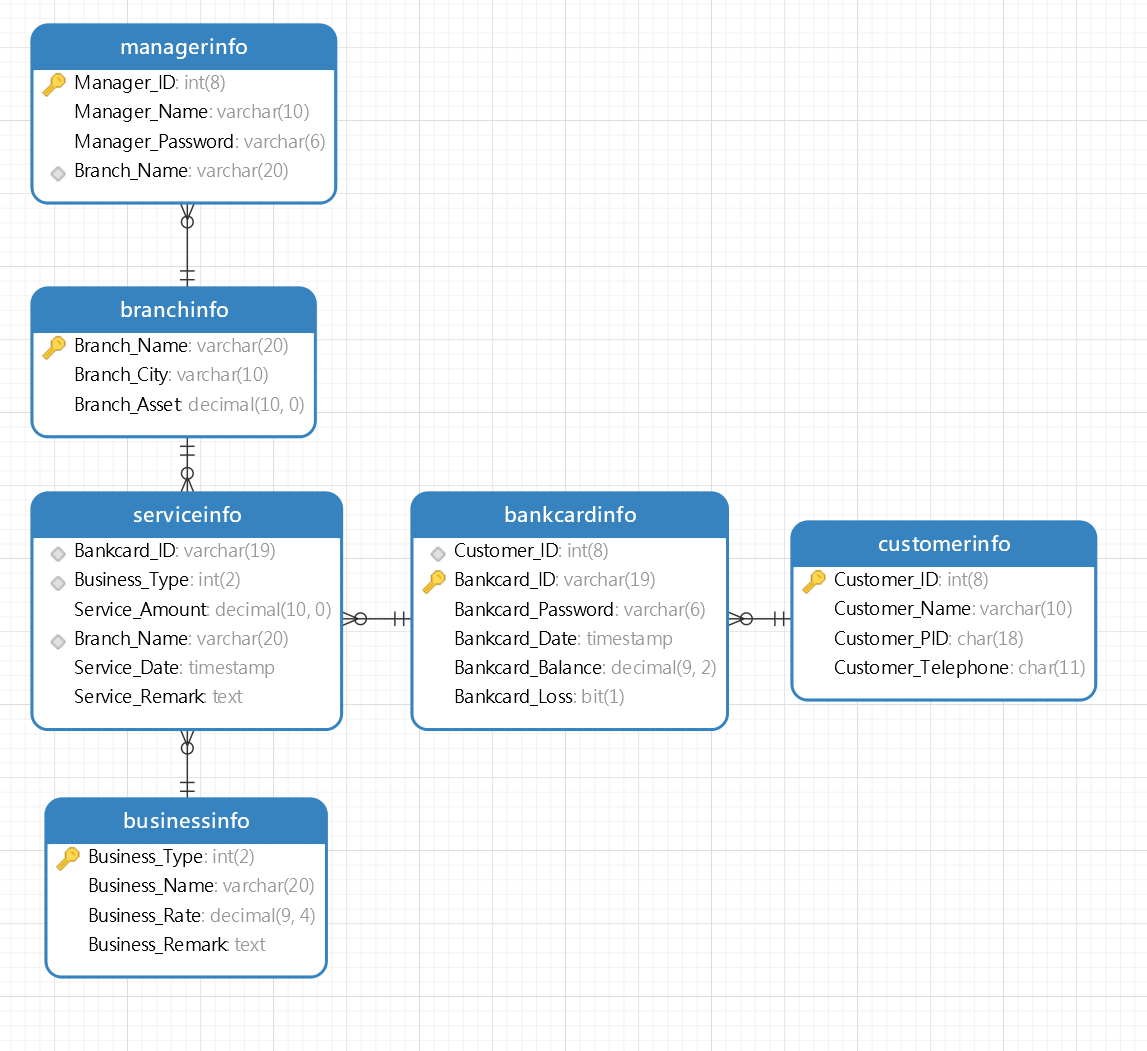 managerinfo
Manager_ID: int(8)
Manager_Name: varchar(10)
Manager_Password: varchar(6)
Branch_Name: varchar(20)
branchinfo
Branch_Name: varchar(20)
Branch_City: varchar(10)
Branch_Asset: decimal(10, 0)
serviceinfo
Bankcard_ID: varchar(19)
Business_Type: int(2)
Service_Amount: decimal(10, 0)
Branch_Name: varchar(20)
Service_Date: timestamp
Service_Remark: text
bankcardinfo
Customer_ID: int(8)
Bankcard_ID: varchar(19)
Bankcard_Password: varchar(6)
Bankcard_Date: timestamp
Bankcard_Balance: decimal(9, 2)
Bankcard_Loss: bit(1)
customerinfo
Customer_ID: int(8)
Customer_Name: varchar(10)
Customer_PID: char(18)
Customer_Telephone: char(11)
businessinfo
Business_Type: int(2)
Business_Name: varchar(20)
Business_Rate: decimal(9, 4)
Business_Remark: text